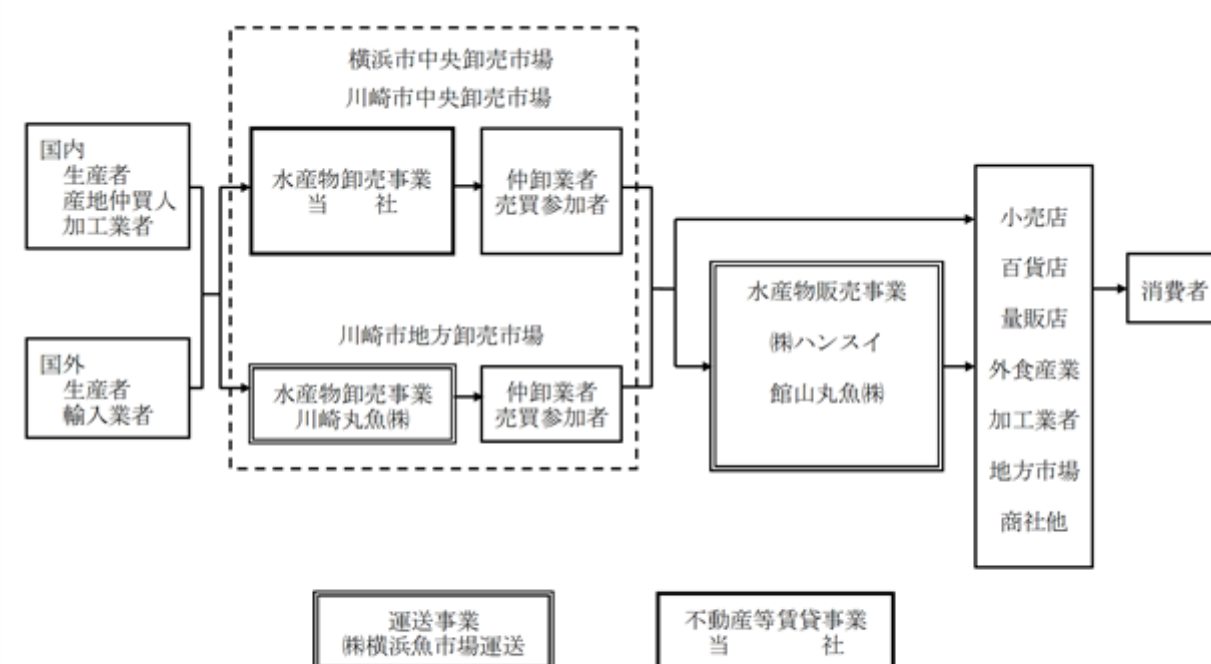 横浜市中央卸売市場
川崎市中央卸売市場
国内
生産者
産地仲買人
加工業者
水産物卸売事業
当 社
仲卸業者
売買参加者
国外
生産者
輸入業者
川崎市地方卸売市場
水産物卸売事業
川崎丸魚㈱
仲卸業者
売買参加者
水産物販売事業
㈱ハンスイ
館山丸魚㈱
小売店
百貨店
量販店
外食産業
加工業者
地方市場
商社他
消費者
運送事業
㈱横浜魚市場運送
不動産等賃貸事業
当 社